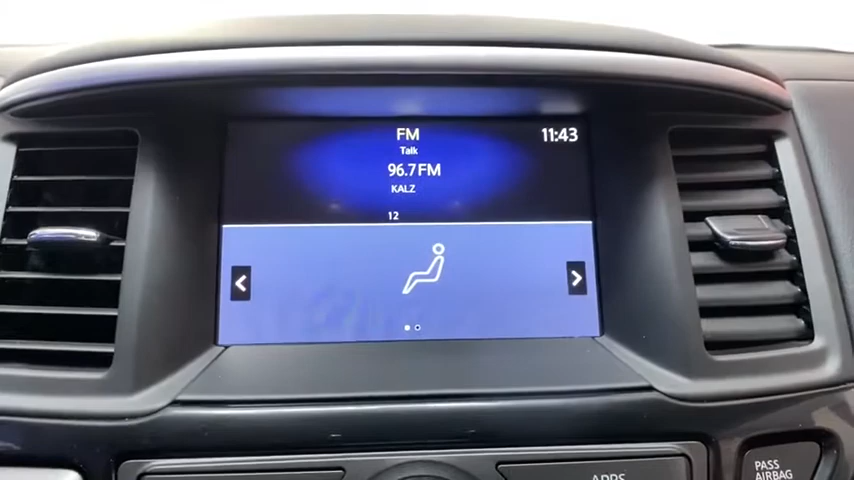 FM
11:43
Talk
96.7 FM
KALZ
12
<
>
APPS
PASS
AIRBAG